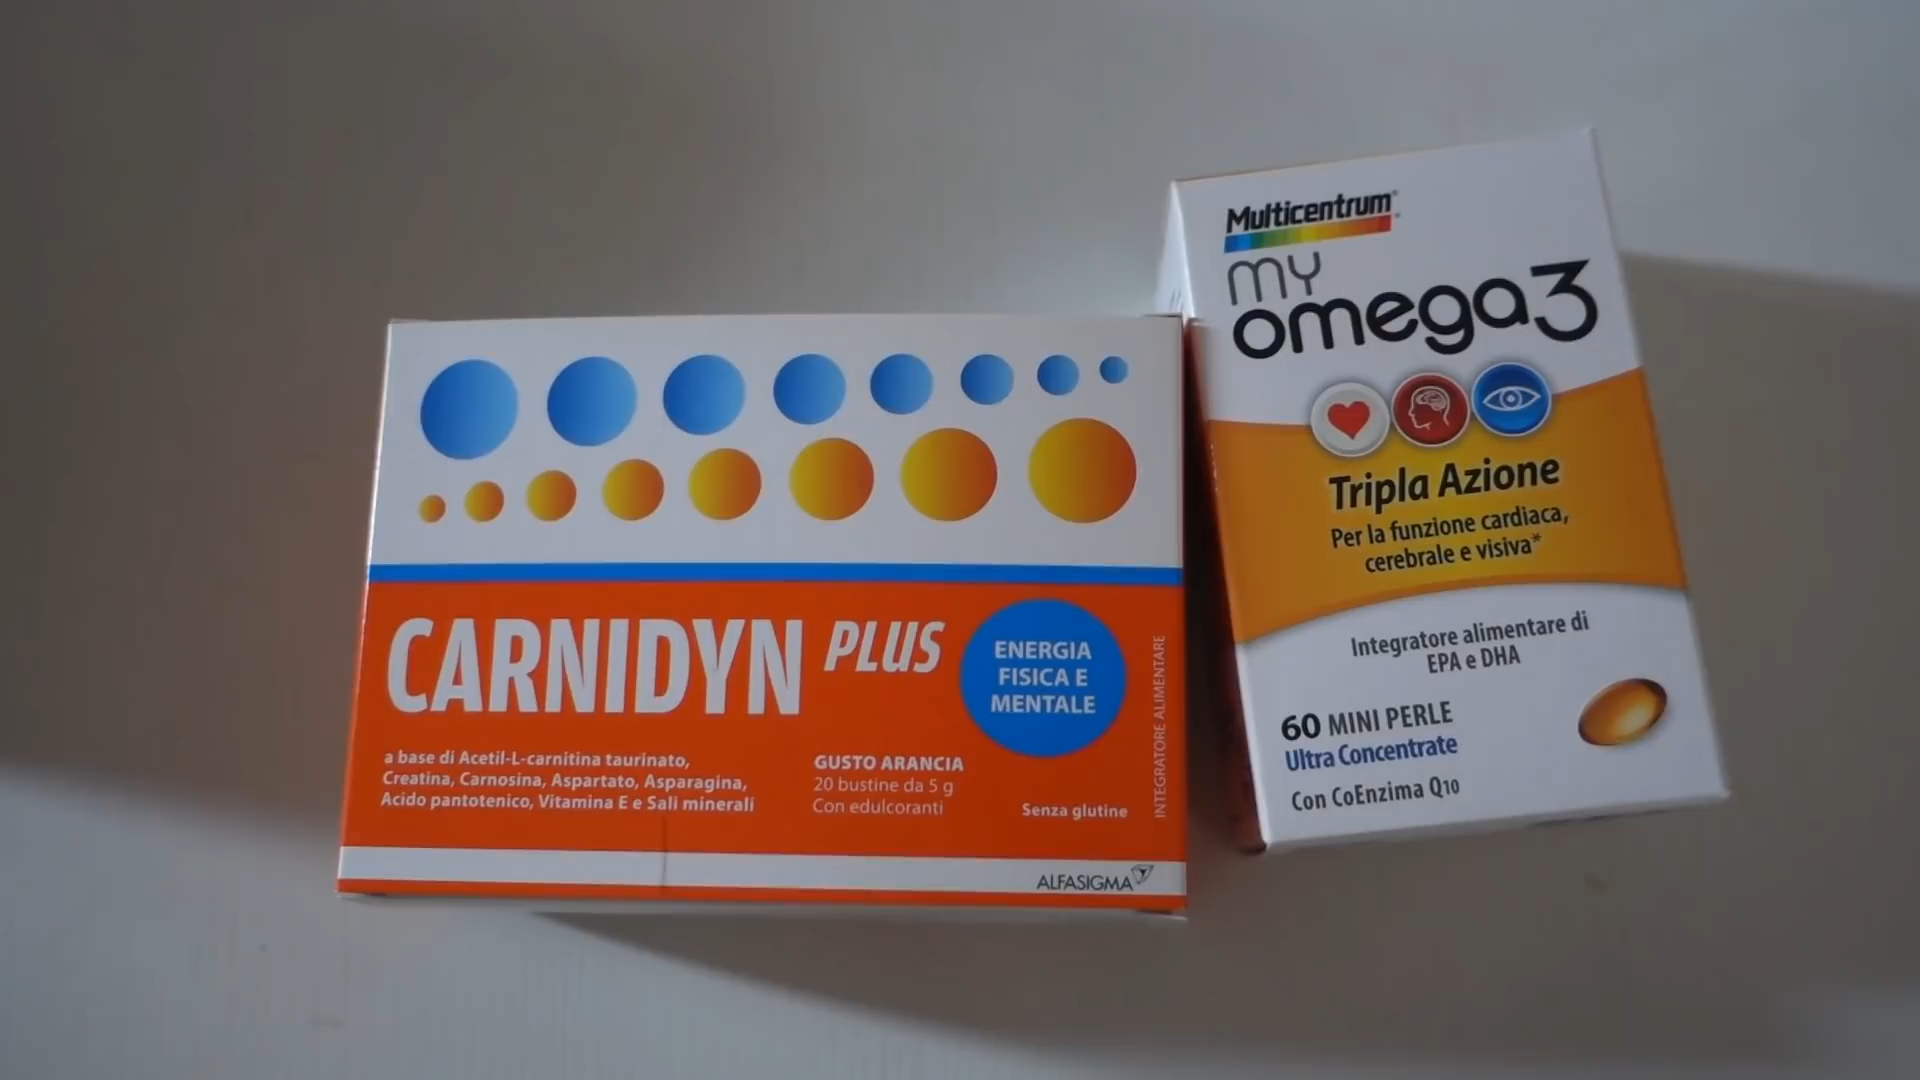 CARNIDYN PLUS
ENERGIA
FISICA E
MENTALE
a base di Acetil-L-carnitina taurinato,
Creatina, Carnosina, Aspartato, Asparagina,
Acido pantotenico, Vitamina E e Sali minerali
GUSTO ARANCIA
20 bustine da 5 g
Con edulcoranti
Senza glutine
INTEGRATORE ALIMENTARE
ALFASIGMA
Multicentrum®
my
omega3
Tripla Azione
Per la funzione cardiaca,
cerebrale e visiva*
Integratore alimentare di
EPA e DHA
60 MINI PERLE
Ultra Concentrate
Con CoEnzima Q10